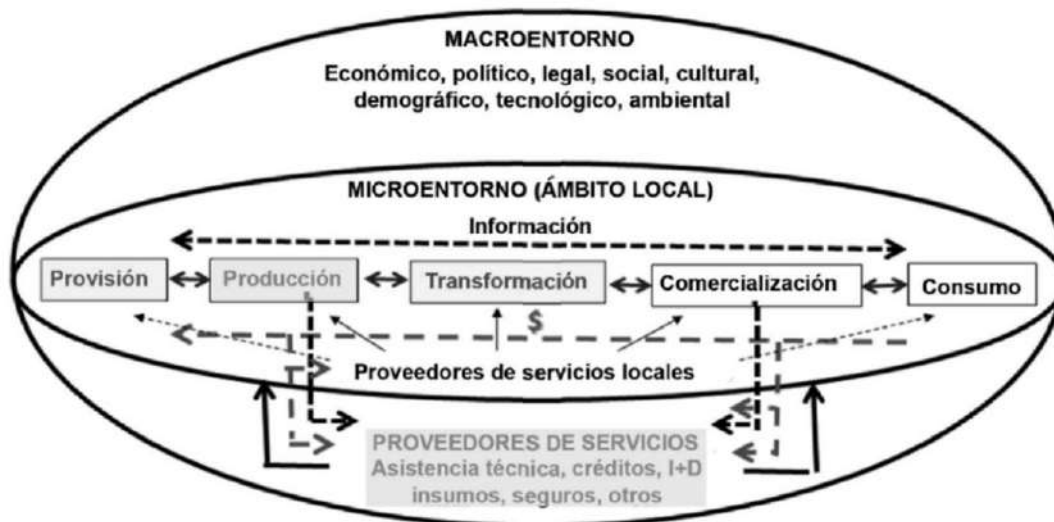 MACROENTORNO
Económico, político, legal, social, cultural,
demográfico, tecnológico, ambiental
MICROENTORNO (ÁMBITO LOCAL)
Información
Provisión
Producción
Transformación
Comercialización
Consumo
$
Proveedores de servicios locales
PROVEEDORES DE SERVICIOS
Asistencia técnica, créditos, I+D
insumos, seguros, otros